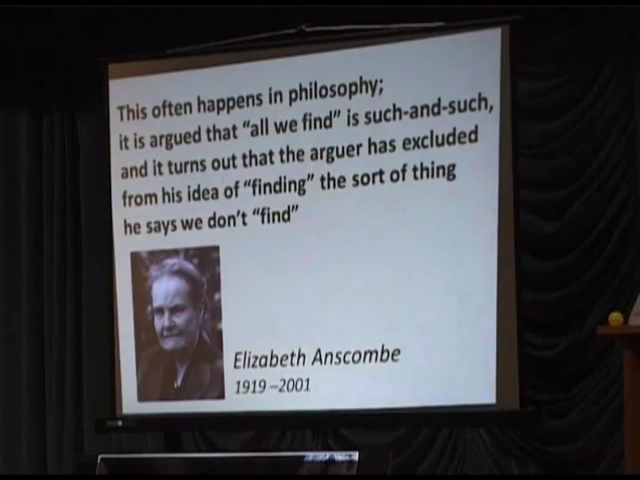 This often happens in philosophy;
it is argued that “all we find” is such-and-such,
and it turns out that the arguer has excluded
from his idea of “finding” the sort of thing
he says we don’t “find”
Elizabeth Anscombe
1919 –2001